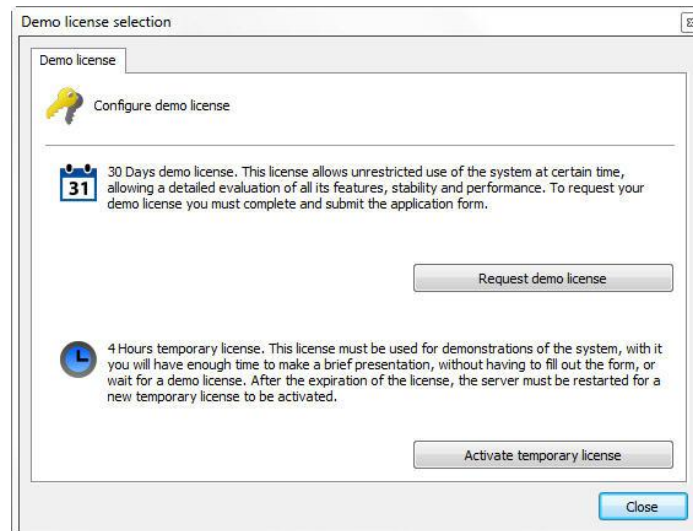 Demo license selection
Demo license
Configure demo license
31
30 Days demo license. This license allows unrestricted use of the system at certain time,
allowing a detailed evaluation of all its features, stability and performance. To request your
demo license you must complete and submit the application form.
Request demo license
4 Hours temporary license. This license must be used for demonstrations of the system, with it
you will have enough time to make a brief presentation, without having to fill out the form, or
wait for a demo license. After the expiration of the license, the server must be restarted for a
new temporary license to be activated.
Activate temporary license
Close